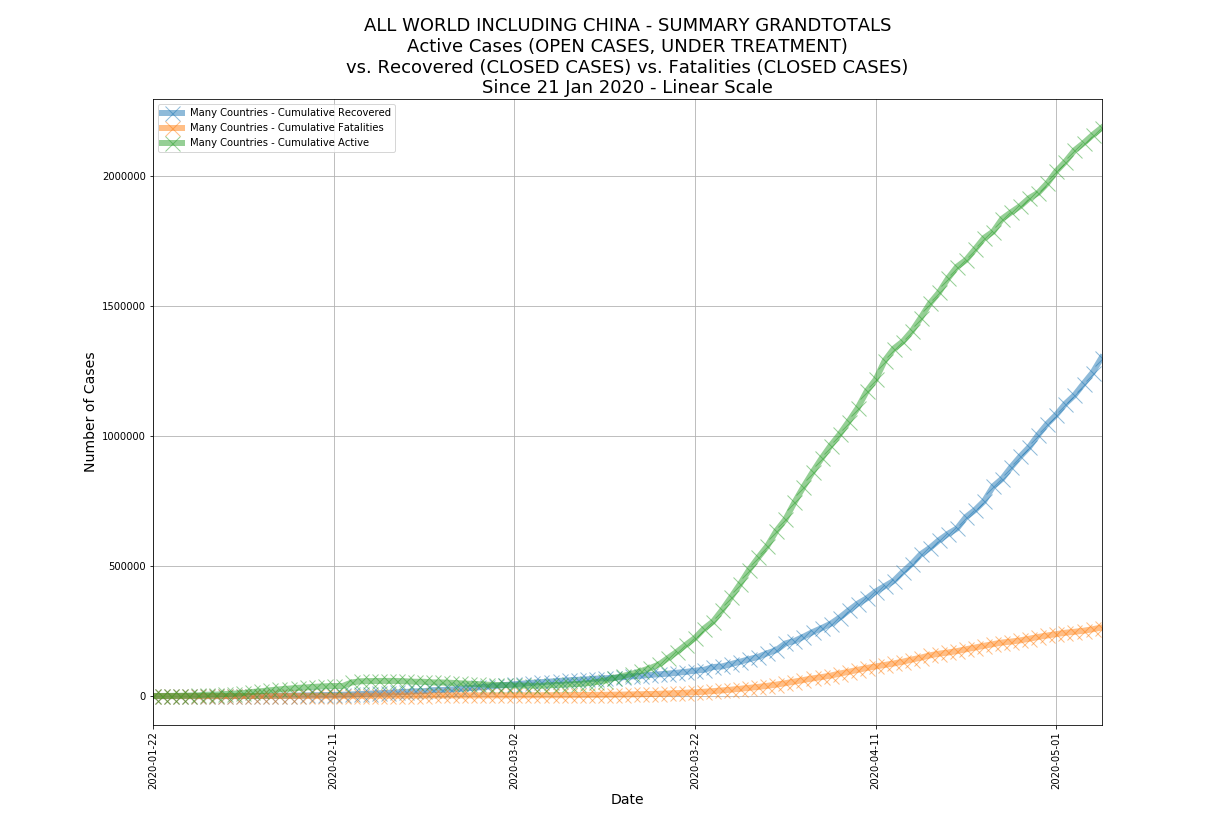 ALL WORLD INCLUDING CHINA - SUMMARY GRANDTOTALS
Active Cases (OPEN CASES, UNDER TREATMENT)
vs. Recovered (CLOSED CASES) vs. Fatalities (CLOSED CASES)
Since 21 Jan 2020 - Linear Scale
Many Countries - Cumulative Recovered
Many Countries - Cumulative Fatalities
Many Countries - Cumulative Active
Number of Cases
2000000
1500000
1000000
500000
0
2020-01-22
2020-02-11
2020-03-02
2020-03-22
2020-04-11
2020-05-01
Date